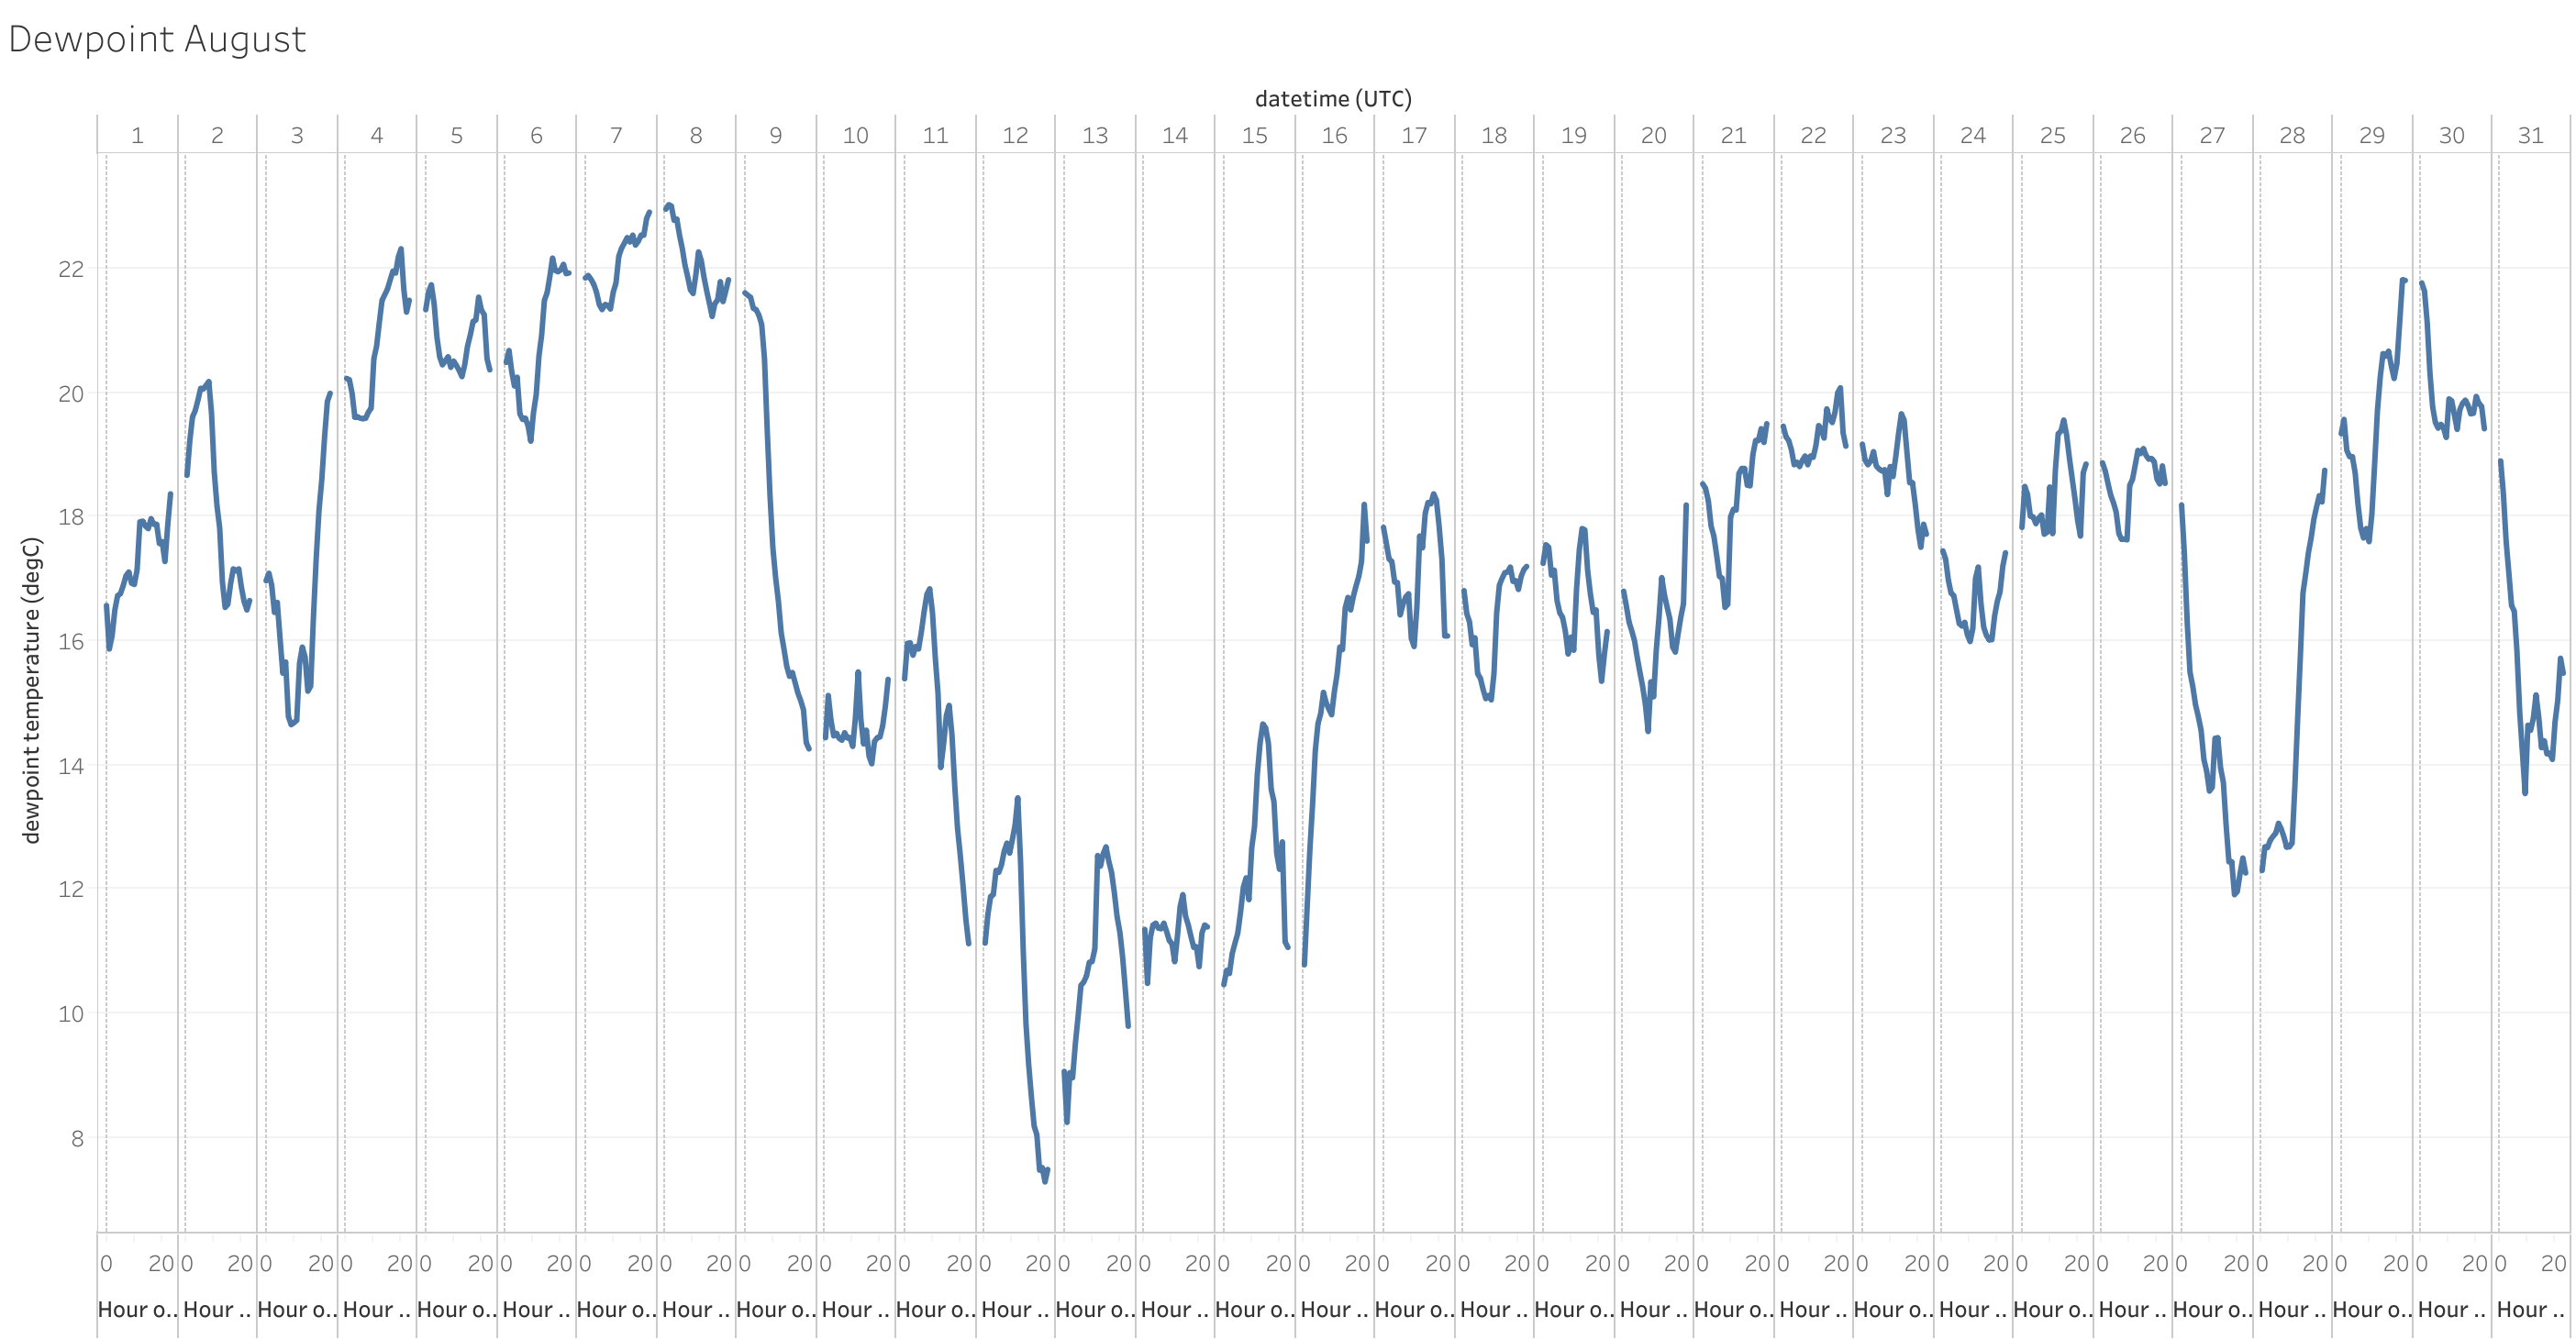 Dewpoint August
datetime (UTC)
1 2 3 4 5 6 7 8 9 10 11 12 13 14 15 16 17 18 19 20 21 22 23 24 25 26 27 28 29 30 31
dewpoint temperature (degC)
22
20
18
16
14
12
10
8
0 20 0 20 0 20 0 20 0 20 0 20 0 20 0 20 0 20 0 20 0 20 0 20 0 20 0 20 0 20 0 20 0 20 0 20 0 20 0 20 0 20 0 20 0 20 0 20 0 20 0 20 0 20 0 20 0 20 0 20 0 20
Hour o.. Hour .. Hour o.. Hour .. Hour o.. Hour .. Hour o.. Hour .. Hour o.. Hour .. Hour o.. Hour .. Hour o.. Hour .. Hour o.. Hour .. Hour o.. Hour .. Hour o.. Hour .. Hour o.. Hour .. Hour o.. Hour .. Hour o.. Hour .. Hour o.. Hour .. Hour o.. Hour .. Hour ..